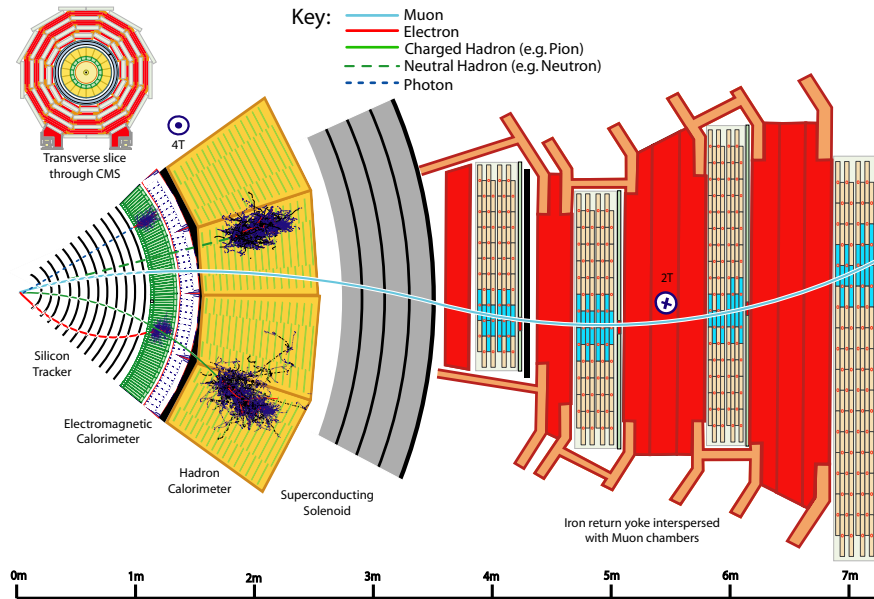 Key:
Muon
Electron
Charged Hadron (e.g. Pion)
Neutral Hadron (e.g. Neutron)
Photon
Transverse slice
through CMS
4T
2T
Silicon
Tracker
Electromagnetic
Calorimeter
Hadron
Calorimeter
Superconducting
Solenoid
Iron return yoke interspersed
with Muon chambers
0m 1m 2m 3m 4m 5m 6m 7m